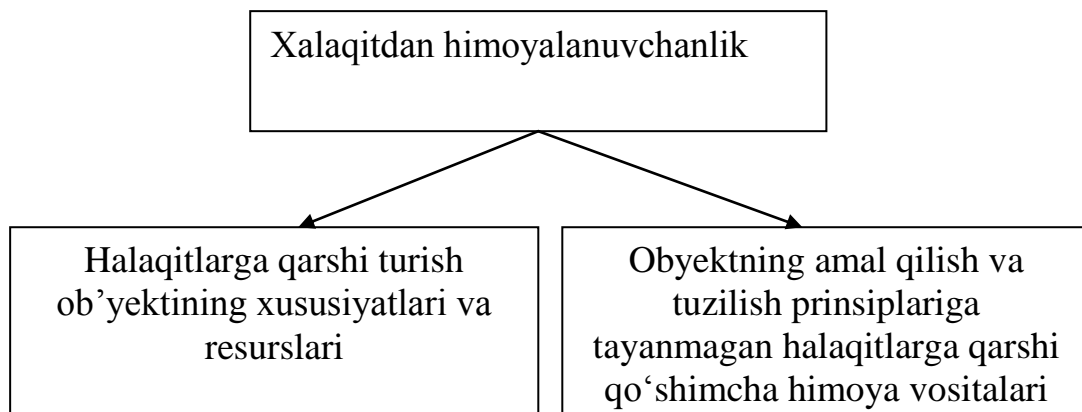 Xalaqitdan himoyalanuvchanlik
Halaqitlarga qarshi turish
ob’yektining xususiyatlari va
resurslari
Obyektning amal qilish va
tuzilish prinsiplariga
tayanmagan halaqitlarga qarshi
qo‘shimcha himoya vositalari